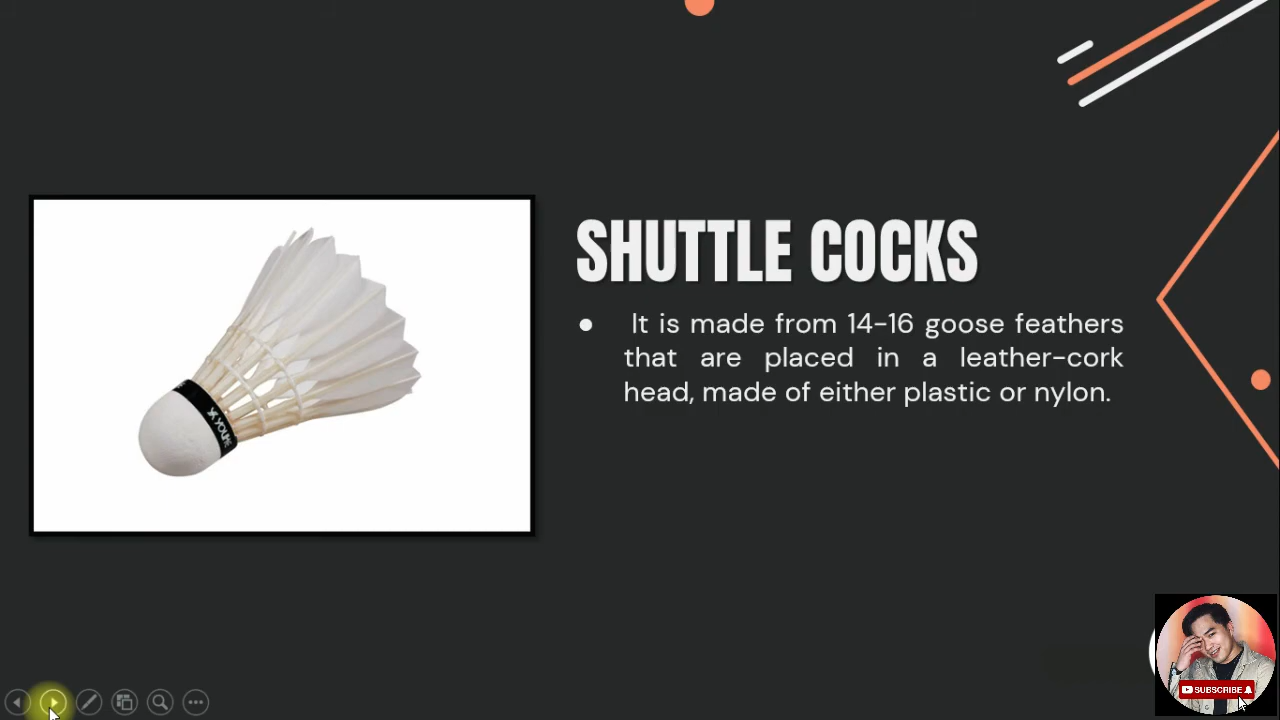 SHUTTLE COCKS
● It is made from 14-16 goose feathers
that are placed in a leather-cork
head, made of either plastic or nylon.
SUBSCRIBE